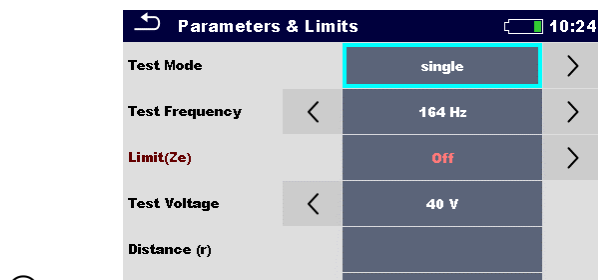 Parameters & Limits 10:24
Test Mode single
Test Frequency 164 Hz
Limit(Ze) Off
Test Voltage 40 V
Distance (r)